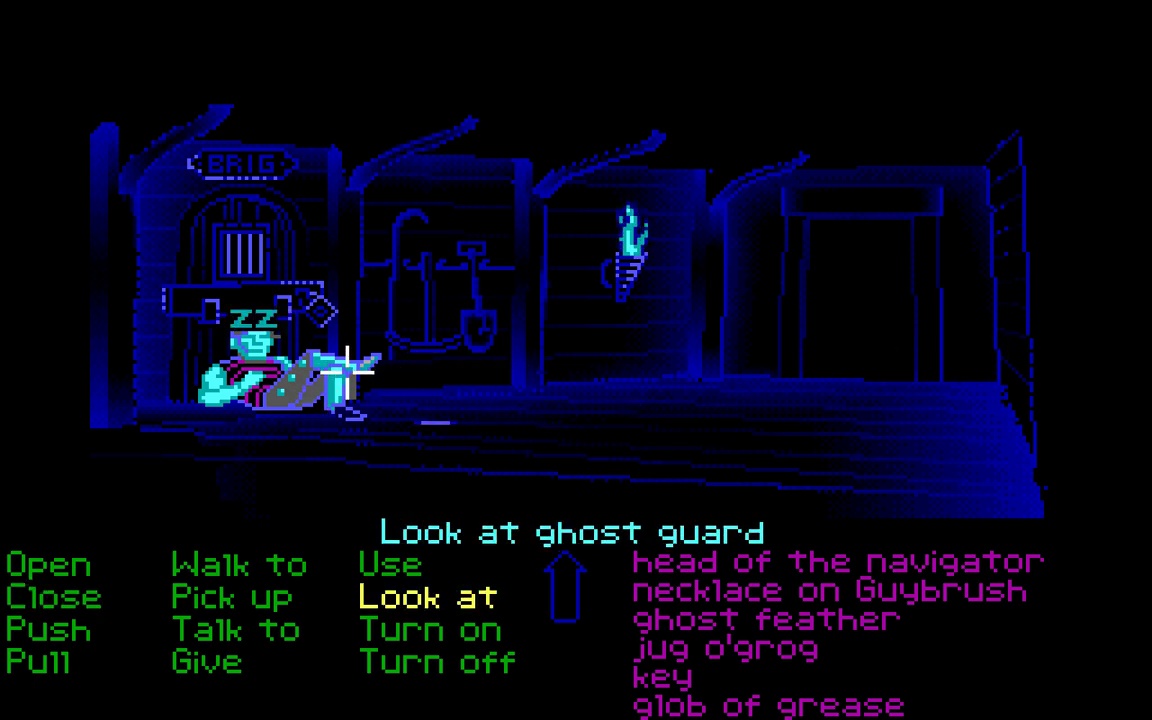 BRIG
ZZ
Look at ghost guard
Open Walk to Use
Close Pick up Look at
Push Talk to Turn on
Pull Give Turn off
head of the navigator
necklace on Guybrush
ghost feather
jug o'grog
key
glob of grease